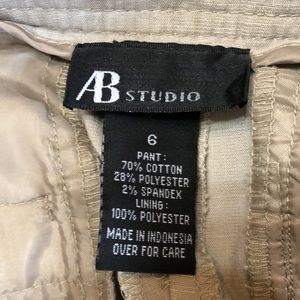 AB STUDIO
6
PANT:
70% COTTON
28% POLYESTER
2% SPANDEX
LINING:
100% POLYESTER
MADE IN INDONESIA
OVER FOR CARE